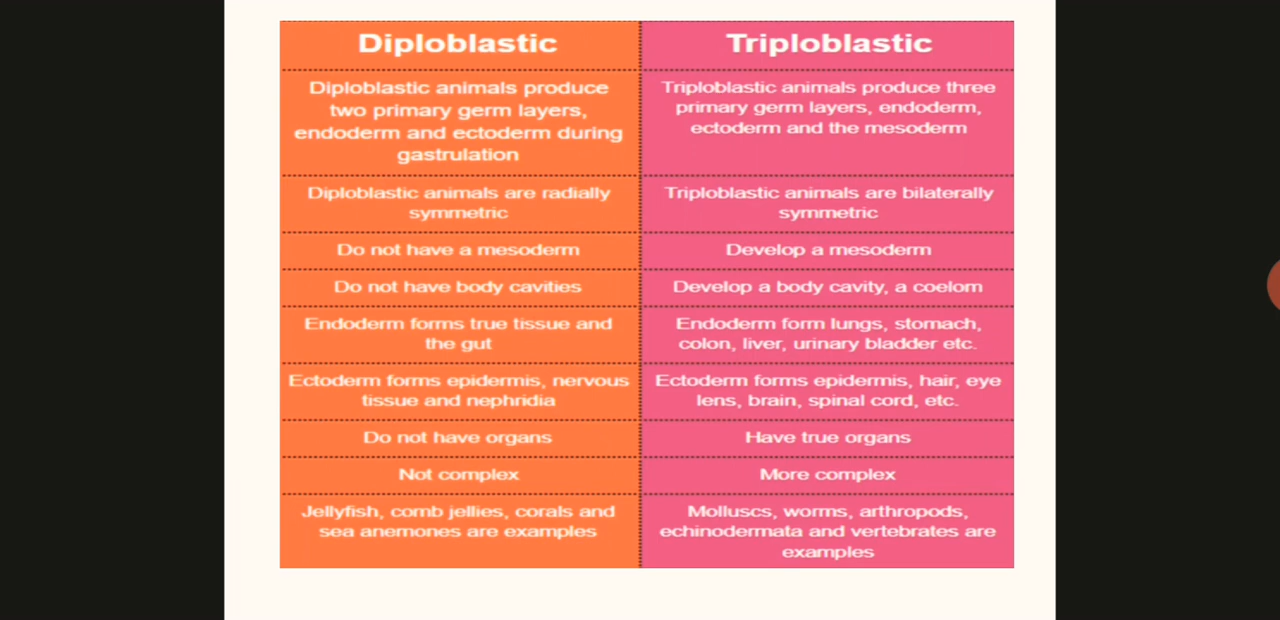 Diploblastic
Triploblastic
Diploblastic animals produce
two primary germ layers,
endoderm and ectoderm during
gastrulation
Triploblastic animals produce three
primary germ layers, endoderm,
ectoderm and the mesoderm
Diploblastic animals are radially
symmetric
Triploblastic animals are bilaterally
symmetric
Do not have a mesoderm
Develop a mesoderm
Do not have body cavities
Develop a body cavity, a coelom
Endoderm forms true tissue and
the gut
Endoderm form lungs, stomach,
colon, liver, urinary bladder etc.
Ectoderm forms epidermis, nervous
tissue and nephridia
Ectoderm forms epidermis, hair, eye
lens, brain, spinal cord, etc.
Do not have organs
Have true organs
Not complex
More complex
Jellyfish, comb jellies, corals and
sea anemones are examples
Molluscs, worms, arthropods,
echinodermata and vertebrates are
examples